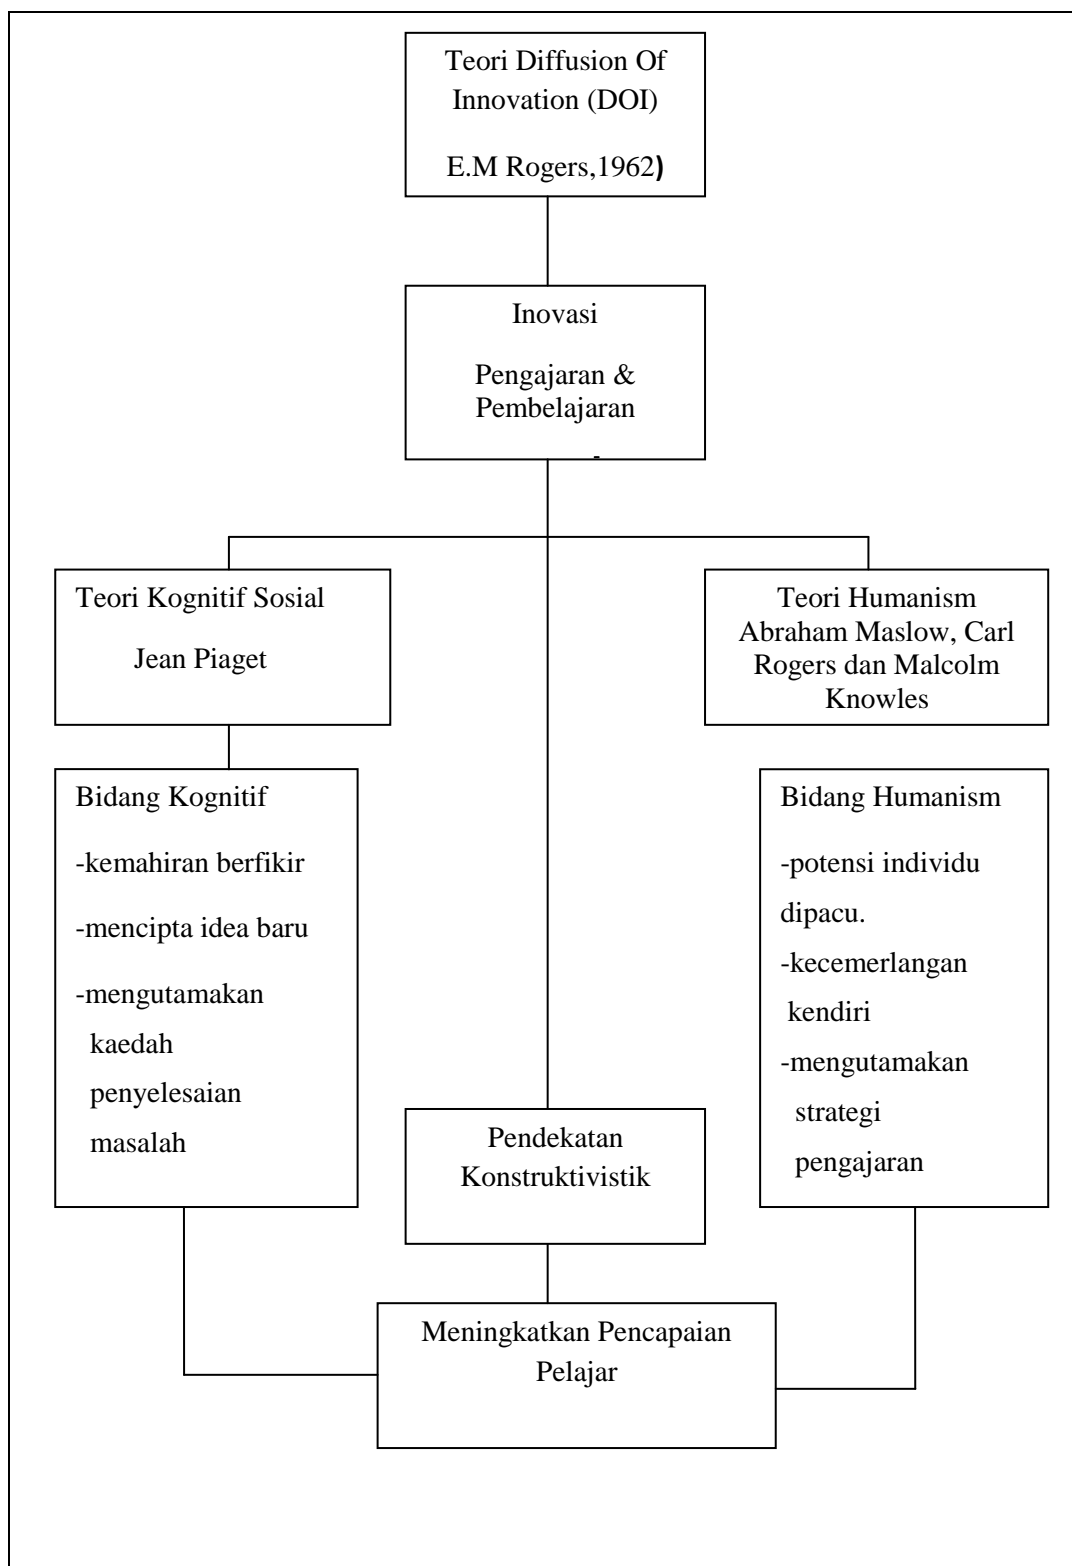 Teori Diffusion Of
Innovation (DOI)
E.M Rogers,1962)
Inovasi
Pengajaran &
Pembelajaran
-
Teori Kognitif Sosial
Jean Piaget
Teori Humanism
Abraham Maslow, Carl
Rogers dan Malcolm
Knowles
Bidang Kognitif
-kemahiran berfikir
-mencipta idea baru
-mengutamakan
kaedah
penyelesaian
masalah
Bidang Humanism
-potensi individu
dipacu.
-kecemerlangan
kendiri
-mengutamakan
strategi
pengajaran
Pendekatan
Konstruktivistik
Meningkatkan Pencapaian
Pelajar